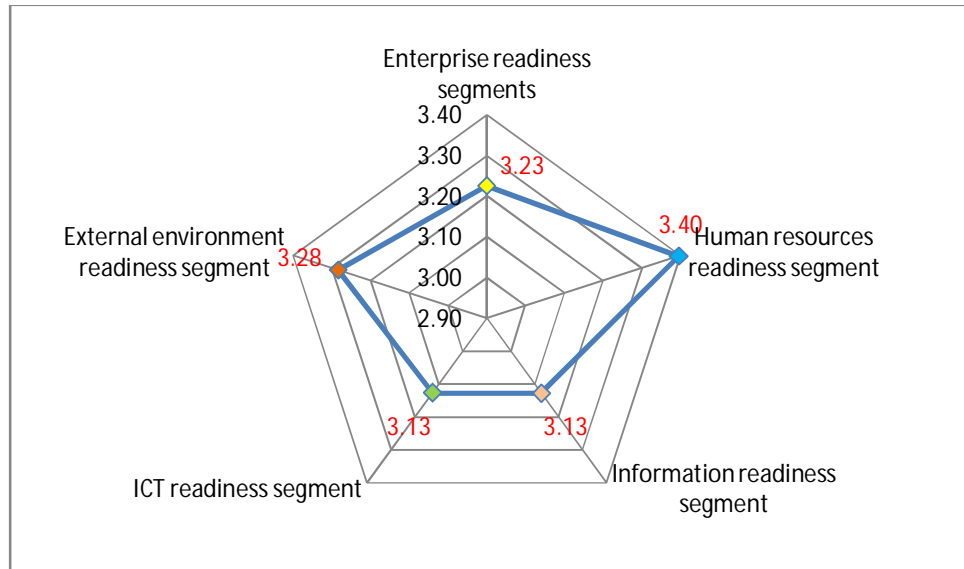 Enterprise readiness
segments
3.40
3.30
3.23
3.20
3.10
3.00
2.90
3.40
Human resources
readiness segment
External environment
readiness segment
3.28
3.13
3.13
ICT readiness segment
Information readiness
segment